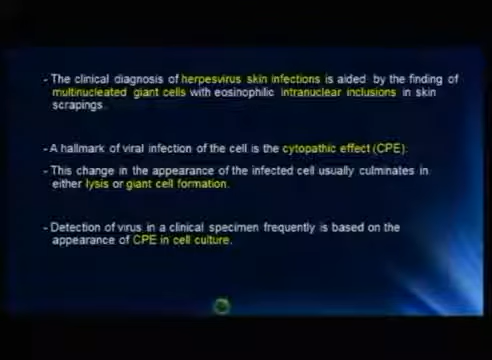 - The clinical diagnosis of herpesvirus skin infections is aided by the finding of
multinucleated giant cells with eosinophilic intranuclear inclusions in skin
scrapings.
- A hallmark of viral infection of the cell is the cytopathic effect (CPE).
- This change in the appearance of the infected cell usually culminates in
either lysis or giant cell formation.
- Detection of virus in a clinical specimen frequently is based on the
appearance of CPE in cell culture.